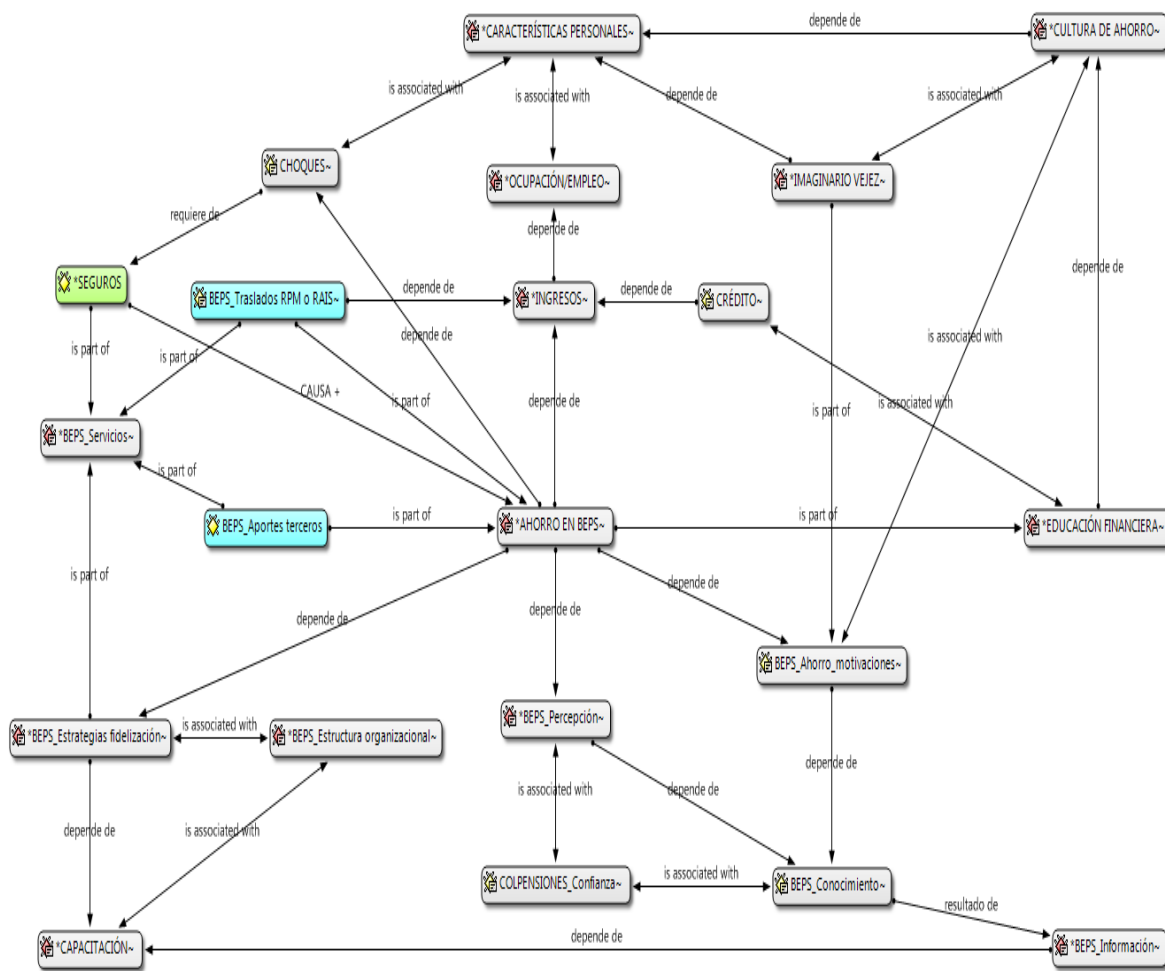 *CARACTERÍSTICAS PERSONALES~
depende de
*CULTURA DE AHORRO~
is associated with
is associated with
depende de
is associated with
CHOQUES~
*OCUPACIÓN/EMPLEO~
*IMAGINARIO VEJEZ~
requiere de
depende de
*SEGUROS
BEPS_Traslados RPM o RAIS~
depende de
*INGRESOS~
depende de
CRÉDITO~
depende de
is part of
is part of
depende de
is associated with
CAUSA +
is part of
depende de
is part of
is associated with
*BEPS_Servicios~
is part of
BEPS_Aportes terceros
is part of
*AHORRO EN BEPS~
is part of
*EDUCACIÓN FINANCIERA~
is part of
depende de
depende de
depende de
BEPS_Ahorro_motivaciones~
*BEPS_Estrategias fidelización~
is associated with
*BEPS_Estructura organizacional~
*BEPS_Percepción~
depende de
is associated with
is associated with
depende de
depende de
COLPENSIONES_Confianza~
is associated with
BEPS_Conocimiento~
resultado de
*CAPACITACIÓN~
depende de
*BEPS_Información~